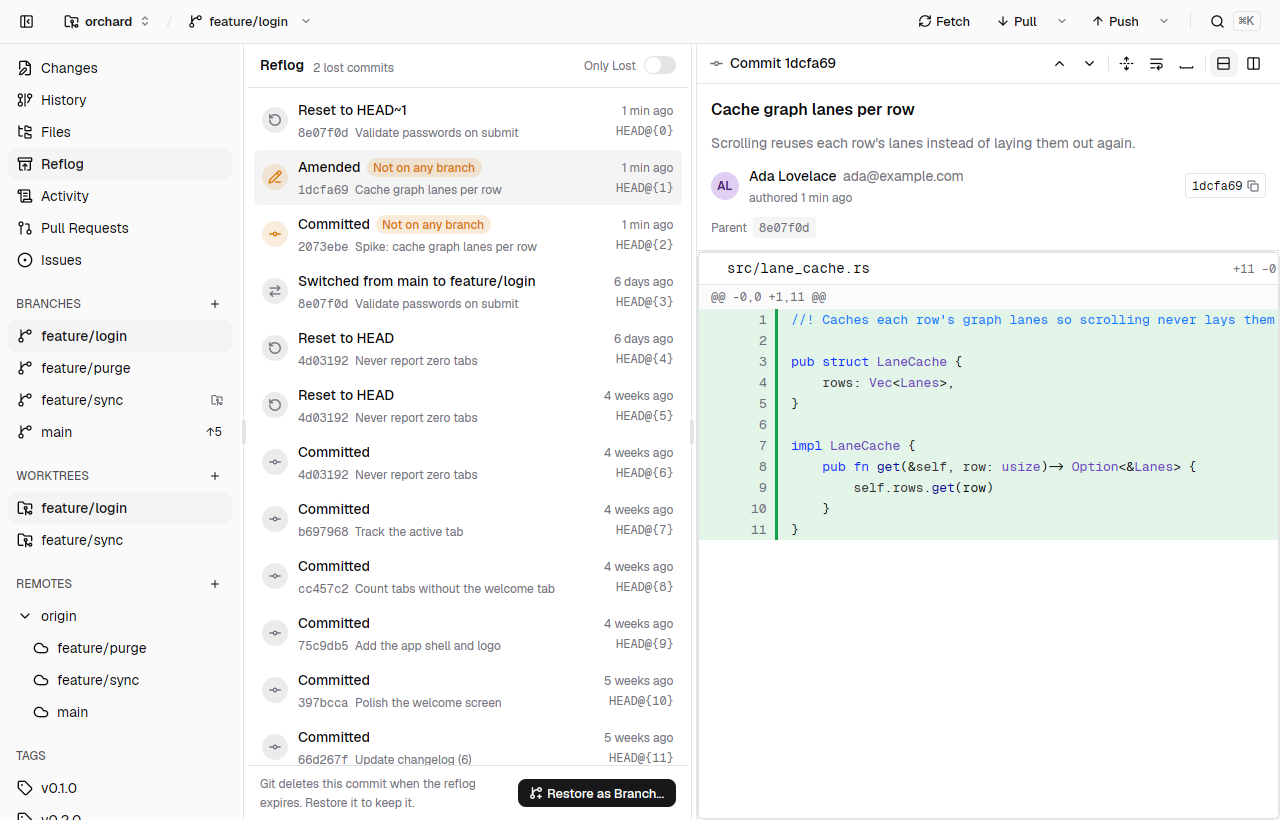 orchard
/
feature/login
Fetch
Pull
Push
⌘K
Changes
History
Files
Reflog
Activity
Pull Requests
Issues
BRANCHES
feature/login
feature/purge
feature/sync
main ↑5
WORKTREES
feature/login
feature/sync
REMOTES
origin
feature/purge
feature/sync
main
TAGS
v0.1.0
v0.2.0
Reflog 2 lost commits Only Lost
Reset to HEAD~1 1 min ago
8e07f0d Validate passwords on submit HEAD@{0}
Amended Not on any branch 1 min ago
1dcfa69 Cache graph lanes per row HEAD@{1}
Committed Not on any branch 1 min ago
2073ebe Spike: cache graph lanes per row HEAD@{2}
Switched from main to feature/login 6 days ago
8e07f0d Validate passwords on submit HEAD@{3}
Reset to HEAD 6 days ago
4d03192 Never report zero tabs HEAD@{4}
Reset to HEAD 4 weeks ago
4d03192 Never report zero tabs HEAD@{5}
Committed 4 weeks ago
4d03192 Never report zero tabs HEAD@{6}
Committed 4 weeks ago
b697968 Track the active tab HEAD@{7}
Committed 4 weeks ago
cc457c2 Count tabs without the welcome tab HEAD@{8}
Committed 4 weeks ago
75c9db5 Add the app shell and logo HEAD@{9}
Committed 5 weeks ago
397bcca Polish the welcome screen HEAD@{10}
Committed 5 weeks ago
66d267f Update changelog (6) HEAD@{11}
Git deletes this commit when the reflog
expires. Restore it to keep it.
Restore as Branch…
Commit 1dcfa69
Cache graph lanes per row
Scrolling reuses each row's lanes instead of laying them out again.
AL
Ada Lovelace ada@example.com
authored 1 min ago
1dcfa69
Parent 8e07f0d
src/lane_cache.rs +11 -0
@@ -0,0 +1,11 @@
1 //! Caches each row's graph lanes so scrolling never lays them
2
3 pub struct LaneCache {
4 rows: Vec<Lanes>,
5 }
6
7 impl LaneCache {
8 pub fn get(&self, row: usize) -> Option<&Lanes> {
9 self.rows.get(row)
10 }
11 }